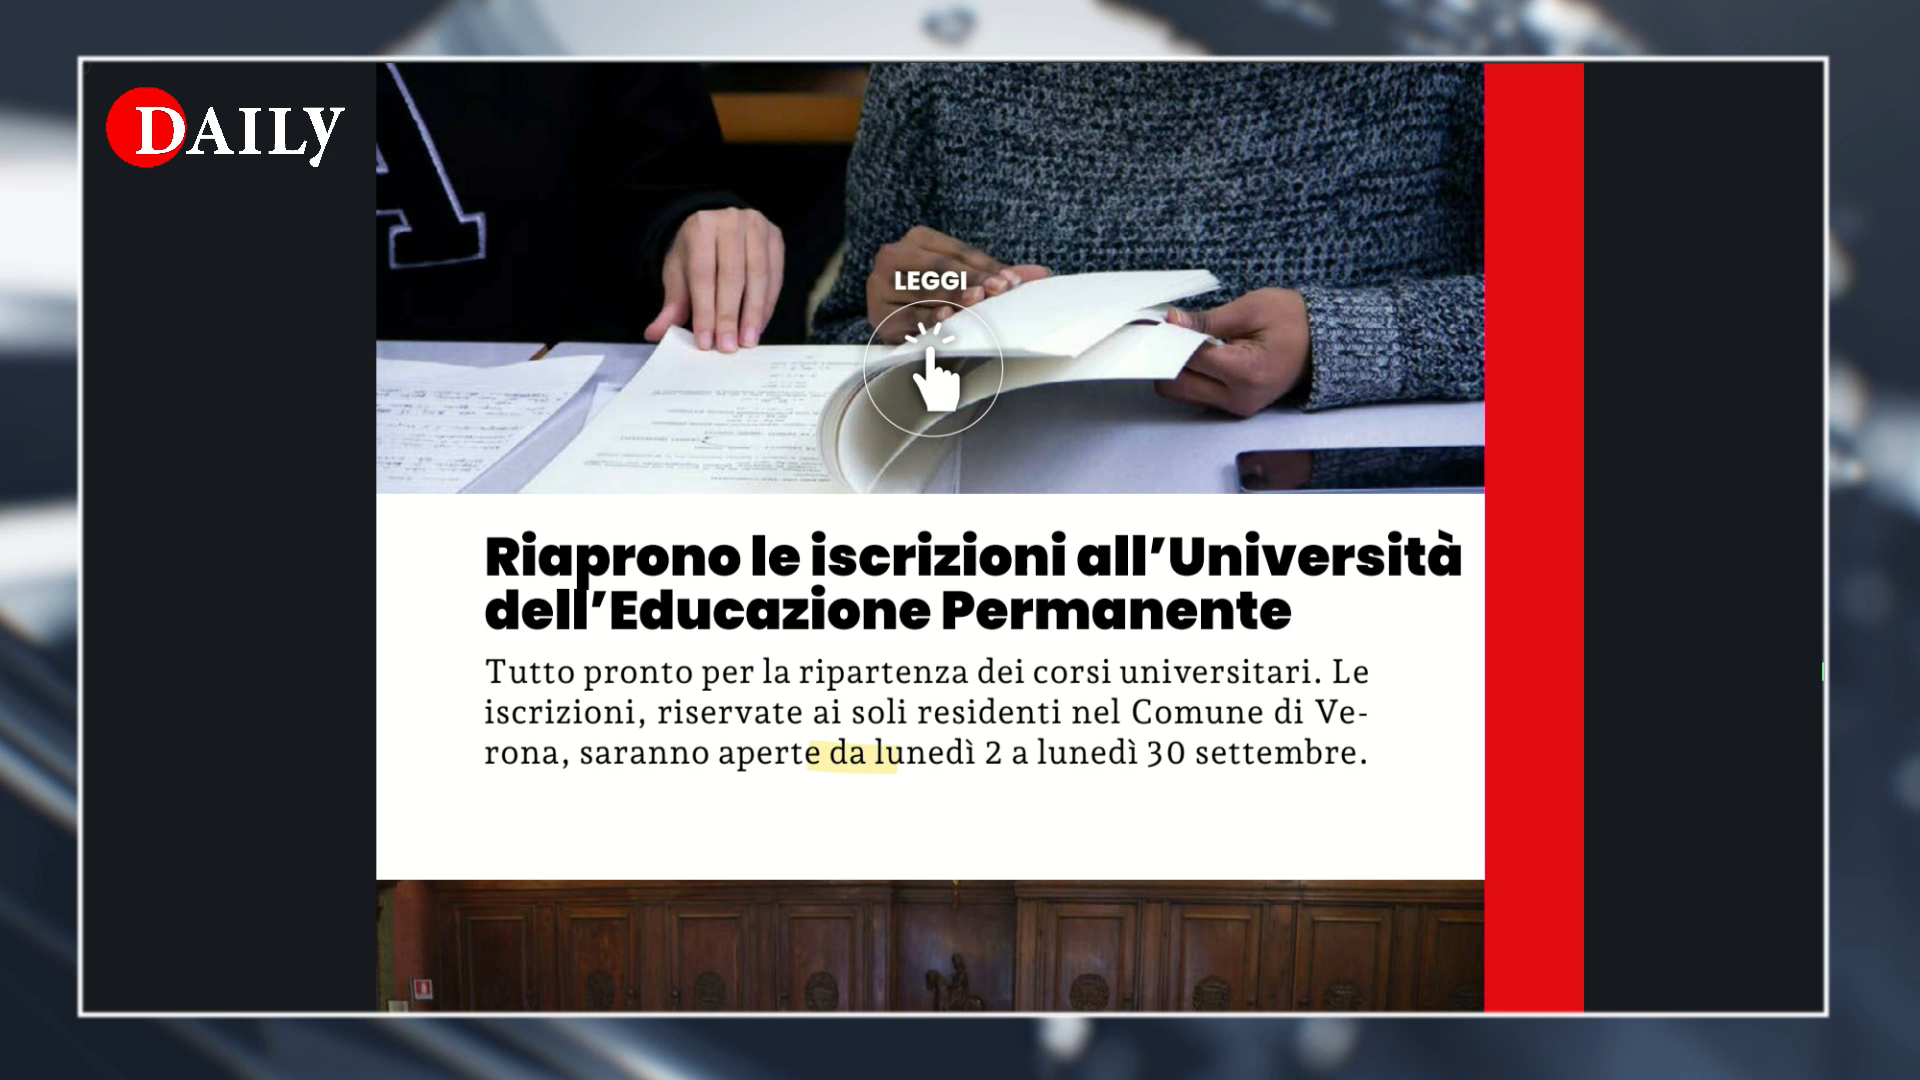 DAILY
LEGGI
Riaprono le iscrizioni all’Università
dell’Educazione Permanente
Tutto pronto per la ripartenza dei corsi universitari. Le
iscrizioni, riservate ai soli residenti nel Comune di Ve-
rona, saranno aperte da lunedì 2 a lunedì 30 settembre.